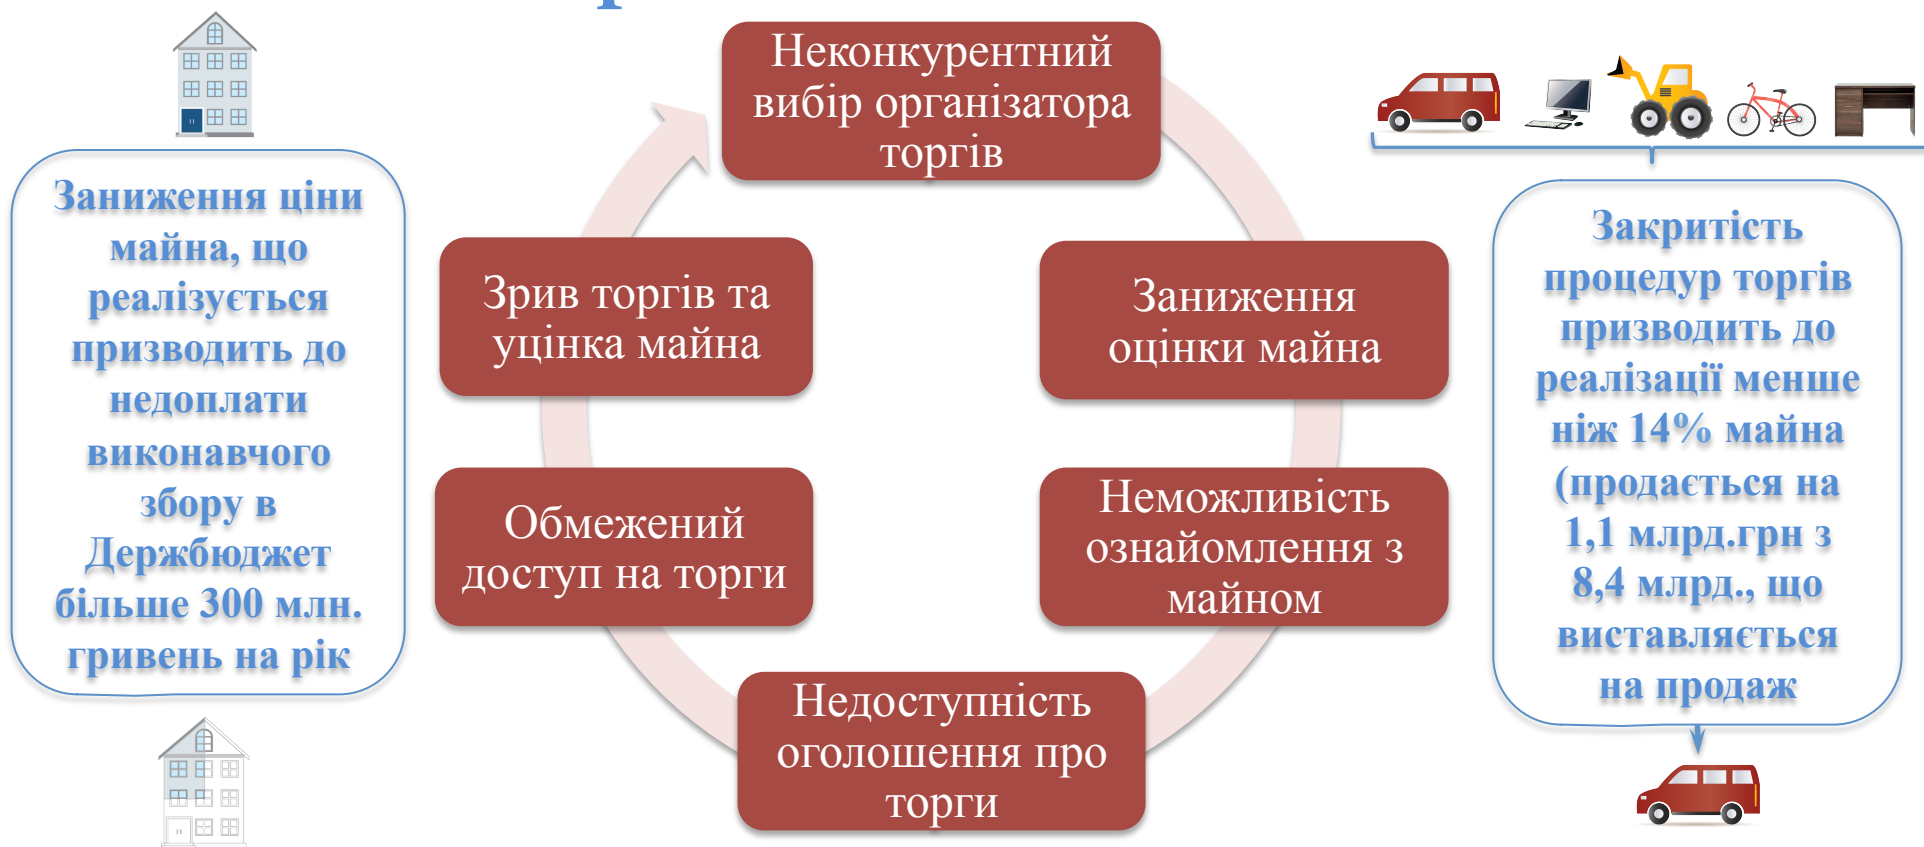 Неконкурентний
вибір організатора
торгів
Заниження
оцінки майна
Неможливість
ознайомлення з
майном
Недоступність
оголошення про
торги
Обмежений
доступ на торги
Зрив торгів та
уцінка майна
Заниження ціни
майна, що
реалізується
призводить до
недоплати
виконавчого
збору в
Держбюджет
більше 300 млн.
гривень на рік
Закритість
процедур торгів
призводить до
реалізації менше
ніж 14% майна
(продається на
1,1 млрд.грн з
8,4 млрд., що
виставляється
на продаж